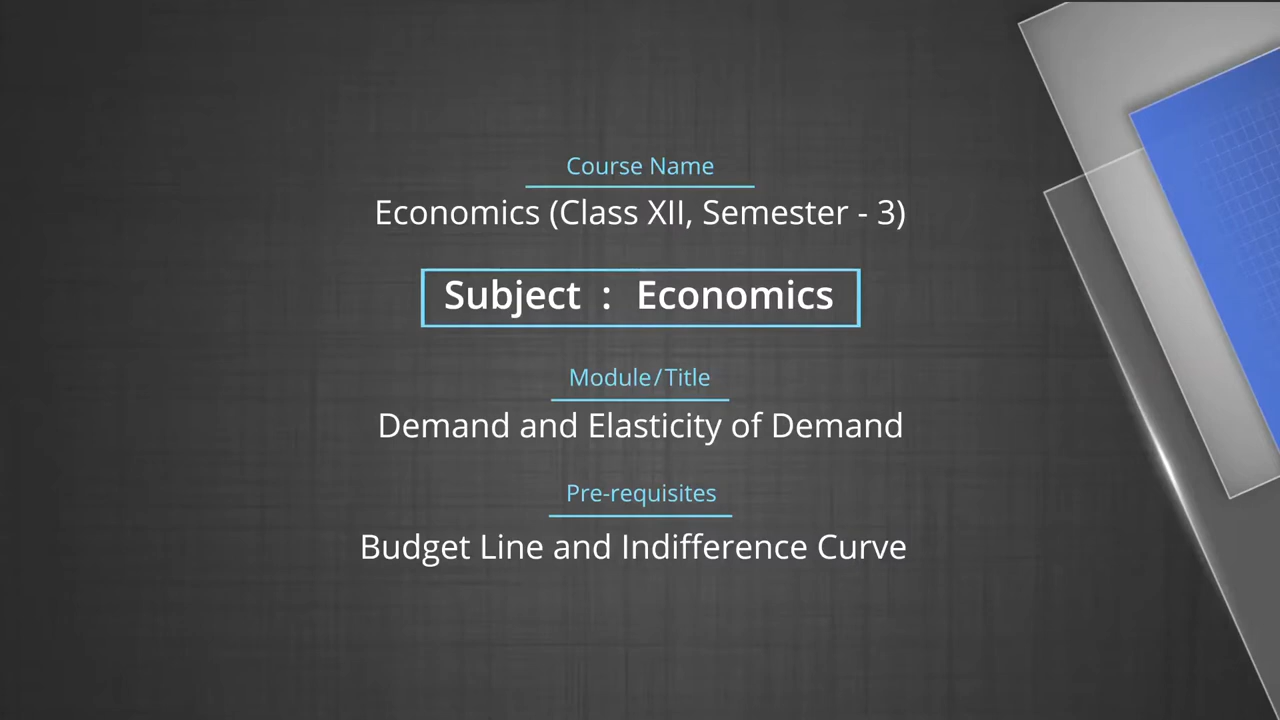 Course Name
Economics (Class XII, Semester - 3)
Subject : Economics
Module/Title
Demand and Elasticity of Demand
Pre-requisites
Budget Line and Indifference Curve